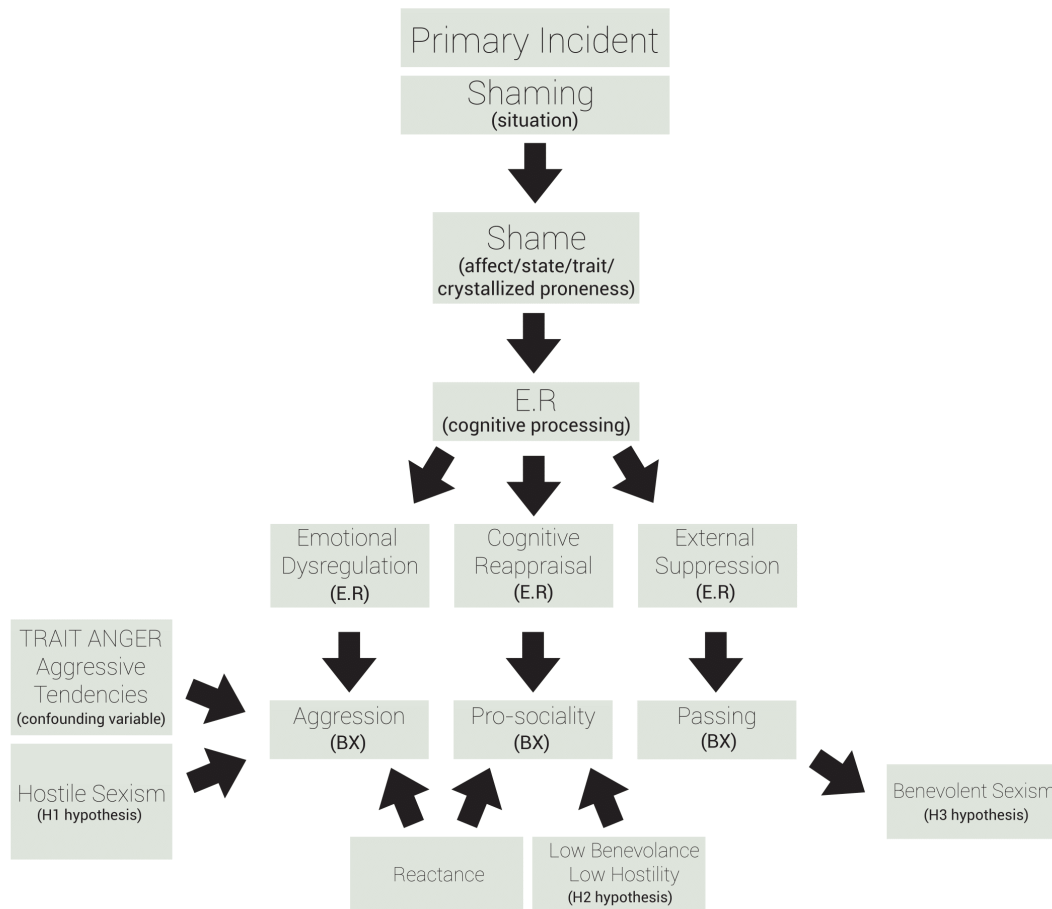 Primary Incident
Shaming
(situation)
Shame
(affect/state/trait/
crystallized proneness)
E.R
(cognitive processing)
Emotional
Dysregulation
(E.R)
Cognitive
Reappraisal
(E.R)
External
Suppression
(E.R)
TRAIT ANGER
Aggressive
Tendencies
(confounding variable)
Aggression
(BX)
Pro-sociality
(BX)
Passing
(BX)
Hostile Sexism
(H1 hypothesis)
Benevolent Sexism
(H3 hypothesis)
Reactance
Low Benevolance
Low Hostility
(H2 hypothesis)